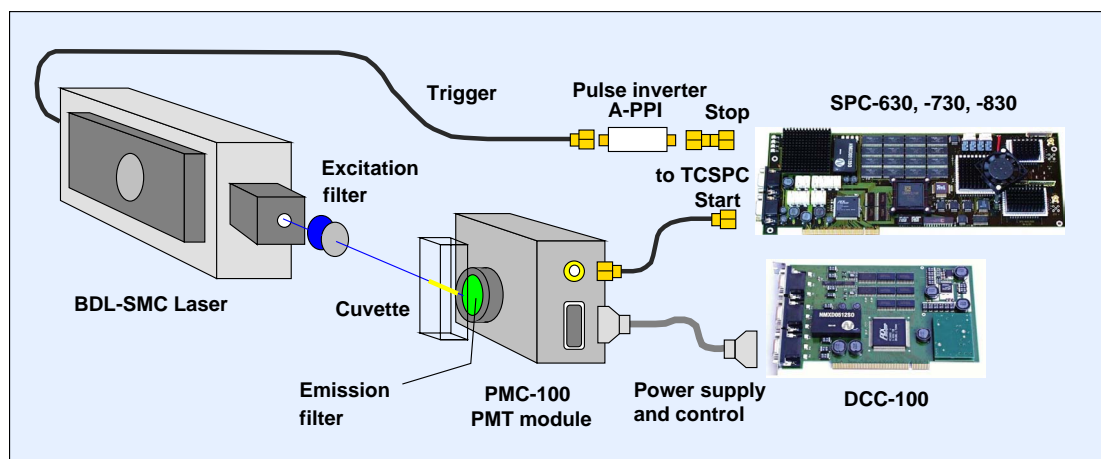 Trigger
Pulse inverter
A-PPI
Stop
SPC-630, -730, -830
Excitation
filter
to TCSPC
Start
BDL-SMC Laser
Cuvette
NMXD0512SO
Emission
filter
PMC-100
PMT module
Power supply
and control
DCC-100